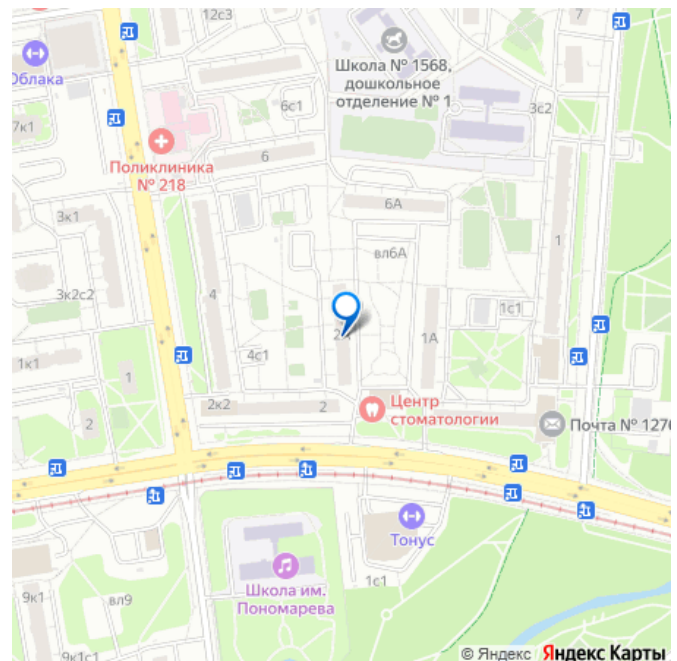 12с3
7
Облака
Школа № 1568,
дошкольное
отделение № 1
7к1
6с1
3с2
Поликлиника
№ 218
6
6А
3к1
1
вл6А
3к2с2
4
1с1
1А
4с1
1к1
1
2к2
2
Центр
стоматологии
2
Почта № 1276
Тонус
Школа им.
Пономарева
1с1
9к1
вл9
9к1с1
© Яндекс Яндекс Карты